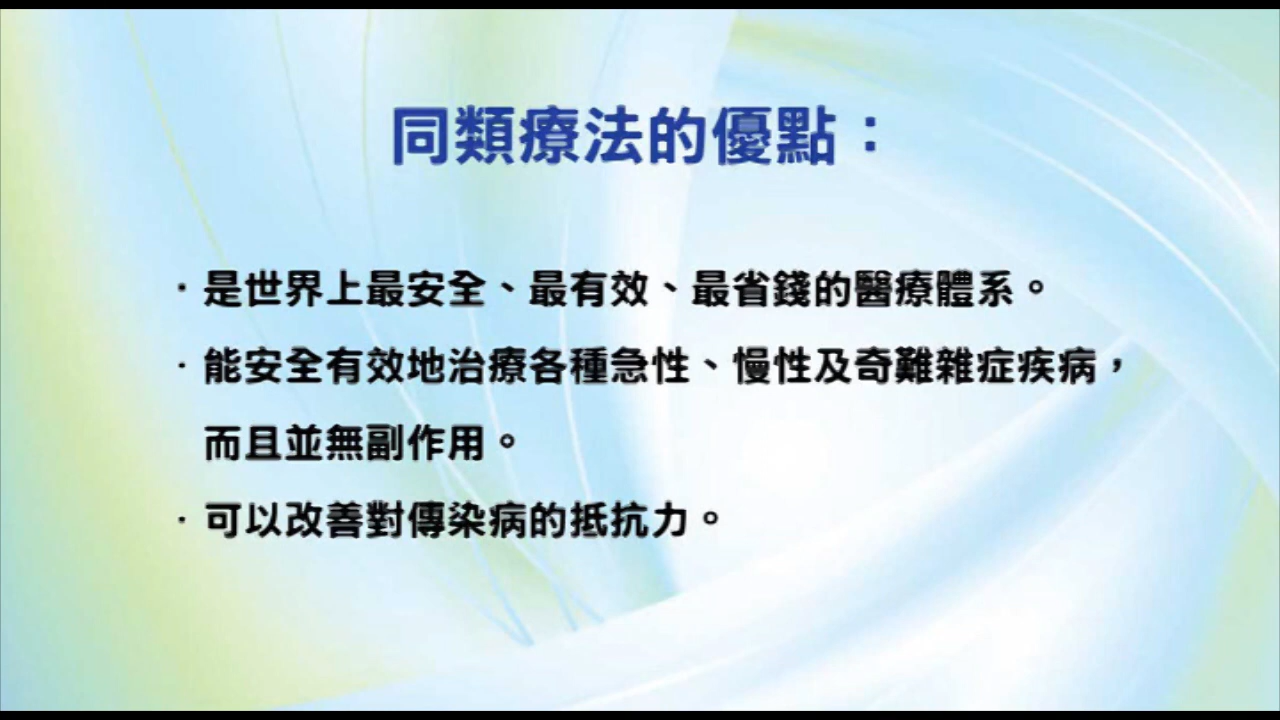 同類療法的優點：
· 是世界上最安全、最有效、最省錢的醫療體系。
· 能安全有效地治療各種急性、慢性及奇難雜症疾病，
而且並無副作用。
· 可以改善對傳染病的抵抗力。